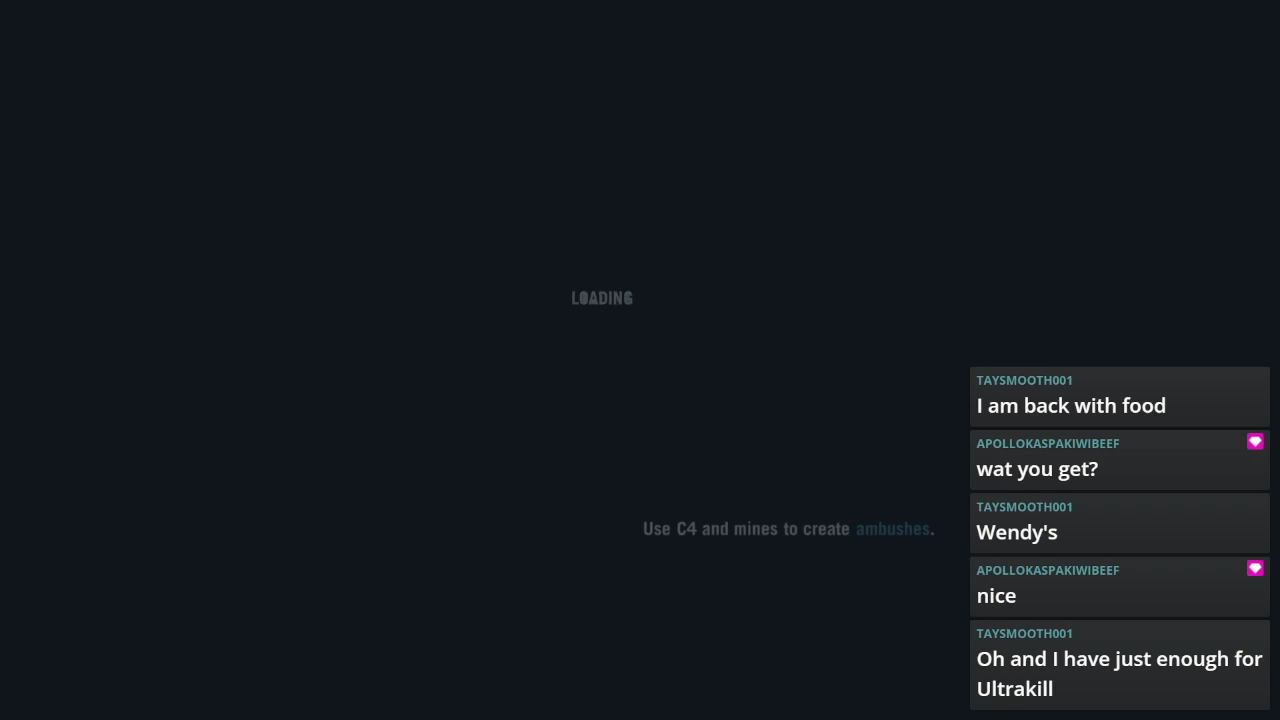 LOADING
Use C4 and mines to create ambushes.
TAYSMOOTH001
I am back with food
APOLLOKASPAKIWIBEEF
wat you get?
TAYSMOOTH001
Wendy's
APOLLOKASPAKIWIBEEF
nice
TAYSMOOTH001
Oh and I have just enough for
Ultrakill